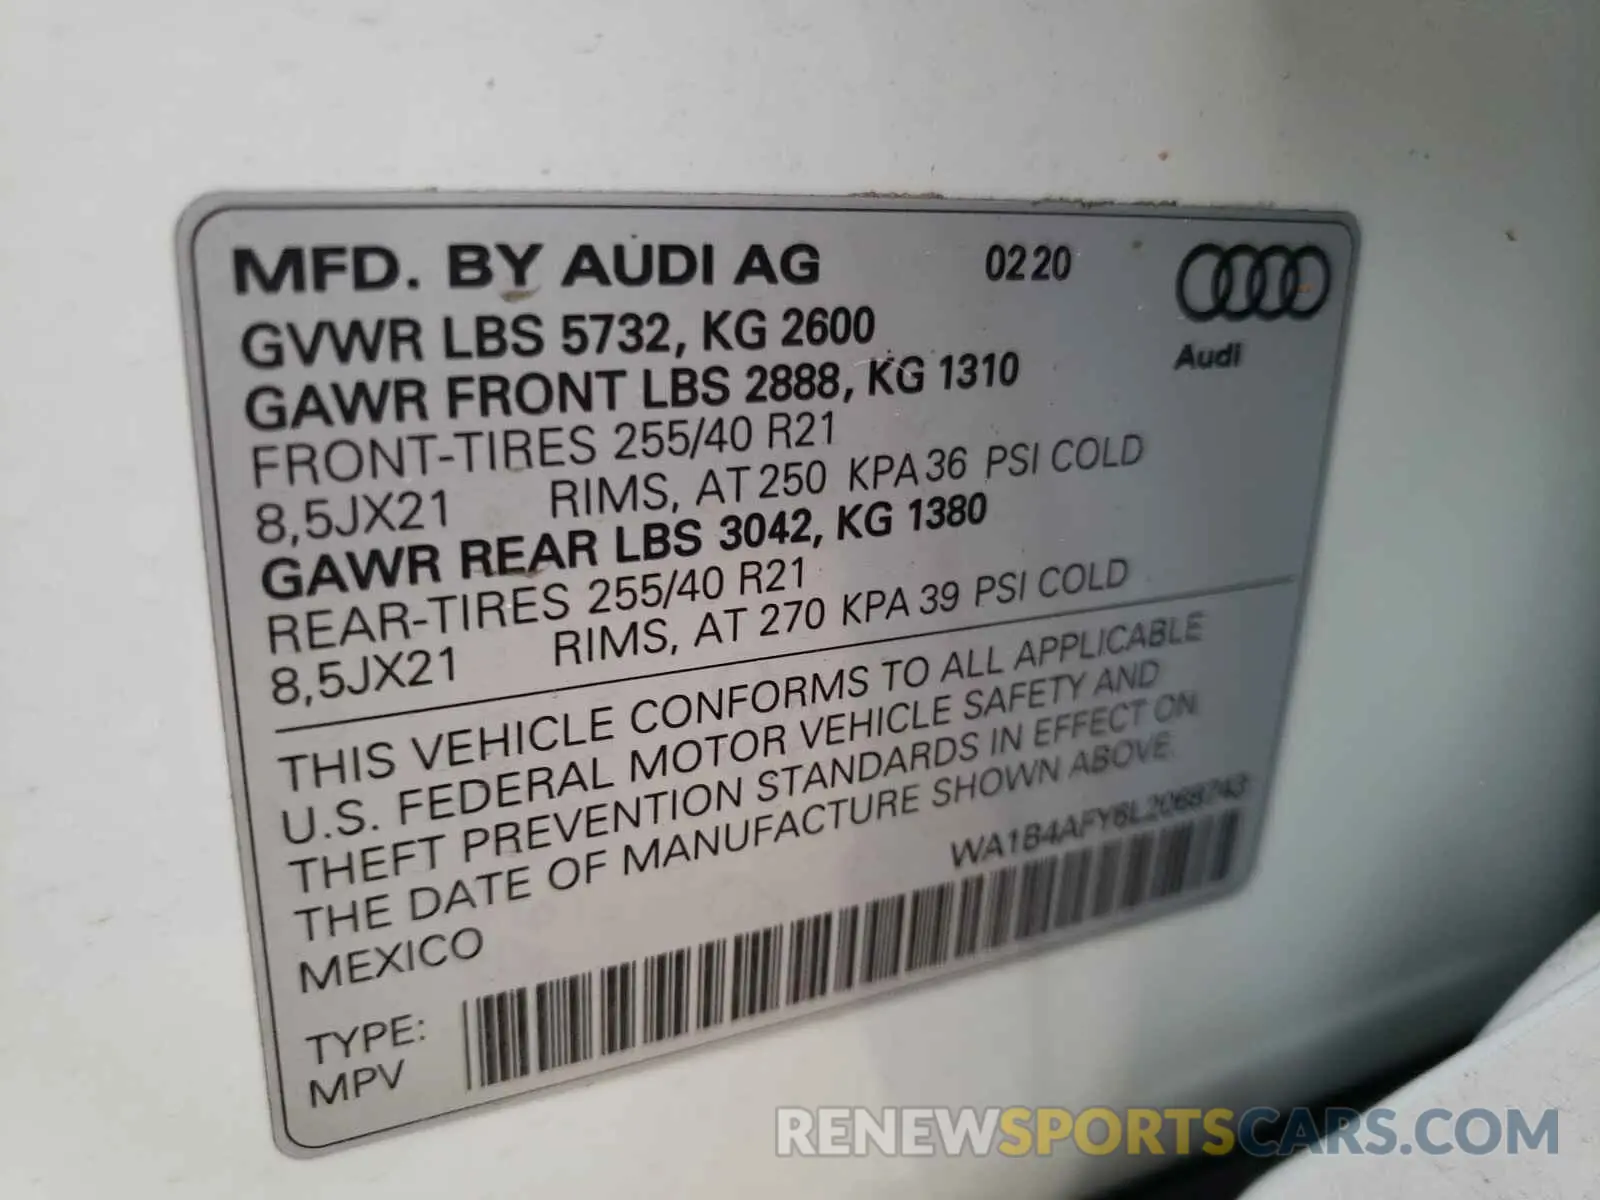 MFD. BY AUDI AG 0220
GVWR LBS 5732, KG 2600
Audi
GAWR FRONT LBS 2888, KG 1310
FRONT-TIRES 255/40 R21
8,5JX21 RIMS, AT 250 KPA 36 PSI COLD
GAWR REAR LBS 3042, KG 1380
REAR-TIRES 255/40 R21
8,5JX21 RIMS, AT 270 KPA 39 PSI COLD
THIS VEHICLE CONFORMS TO ALL APPLICABLE
U.S. FEDERAL MOTOR VEHICLE SAFETY AND
THEFT PREVENTION STANDARDS IN EFFECT ON
THE DATE OF MANUFACTURE SHOWN ABOVE.
MEXICO
WA1B4AFY6L2068743
TYPE:
MPV
RENEWSPORTSCARS.COM